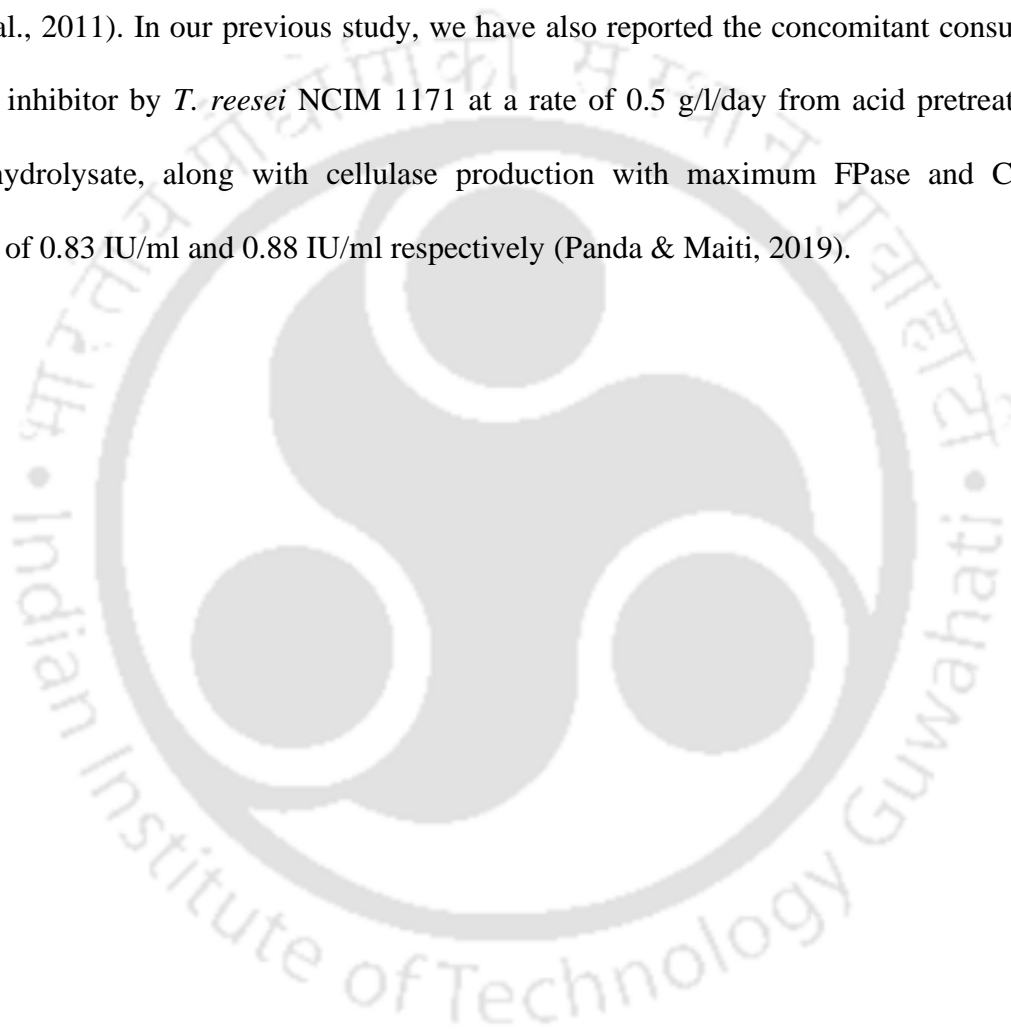 al., 2011). In our previous study, we have also reported the concomitant consu
inhibitor by T. reesei NCIM 1171 at a rate of 0.5 g/l/day from acid pretreat
hydrolysate, along with cellulase production with maximum FPase and C
of 0.83 IU/ml and 0.88 IU/ml respectively (Panda & Maiti, 2019).
भारतीय प्रौद्योगिकी संस्थान गुवाहाटी
• Indian Institute of Technology Guwahati •